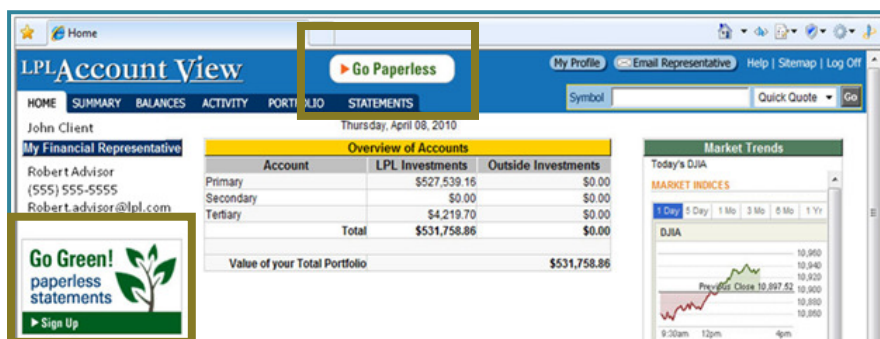 Home
LPL Account View
Go Paperless
My Profile Email Representative Help | Sitemap | Log Off
HOME SUMMARY BALANCES ACTIVITY PORTFOLIO STATEMENTS
Symbol Quick Quote Go
John Client
Thursday, April 08, 2010
My Financial Representative
Robert Advisor
(555) 555-5555
Robert.advisor@lpl.com
Go Green!
paperless
statements
Sign Up
Overview of Accounts
Account LPL Investments Outside Investments
Primary $527,539.16 $0.00
Secondary $0.00 $0.00
Tertiary $4,219.70 $0.00
Total $531,758.86 $0.00
Value of your Total Portfolio $531,758.86
Market Trends
Today's DJIA
MARKET INDICES
1 Day 5 Day 1 Mo 3 Mo 6 Mo 1 Yr
DJIA
10,960
10,940
10,920
Previous Close 10,897.52 10,900
10,880
10,860
9:30am 12pm 4pm